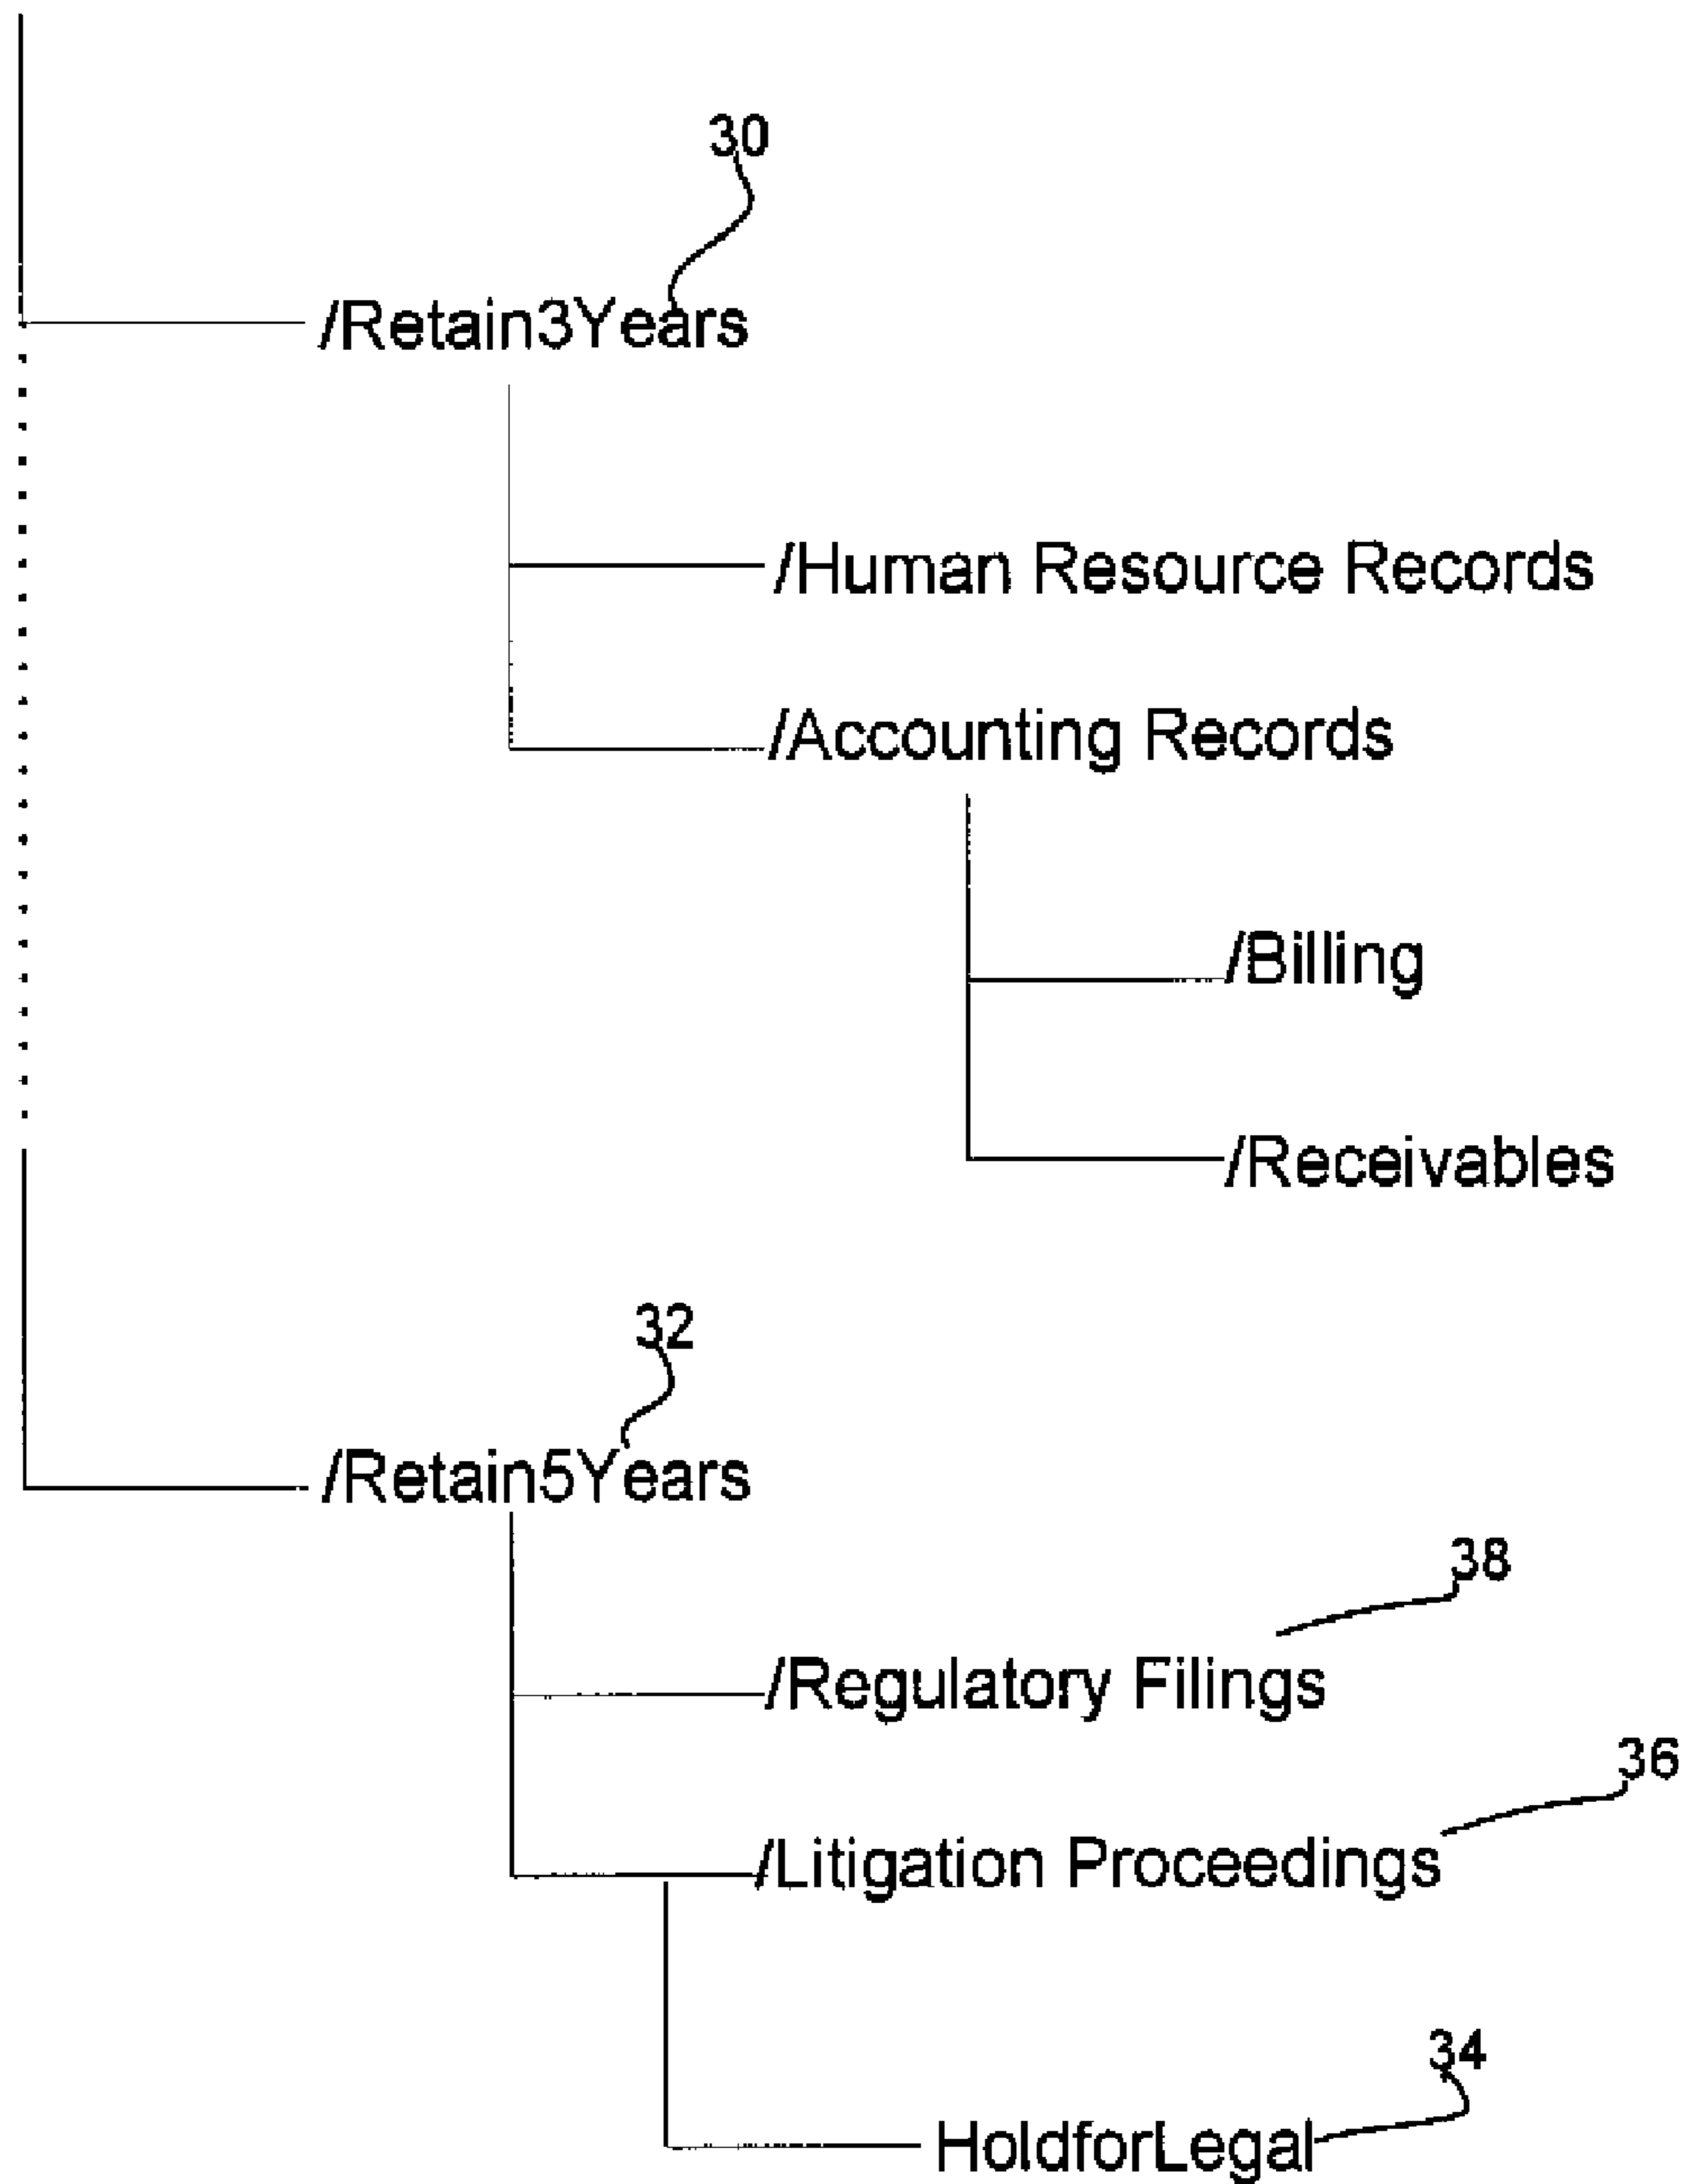 30
/Retain3Years
/Human Resource Records
/Accounting Records
/Billing
/Receivables
32
/Retain5Years
38
/Regulatory Filings
36
/Litigation Proceedings
34
HoldforLegal